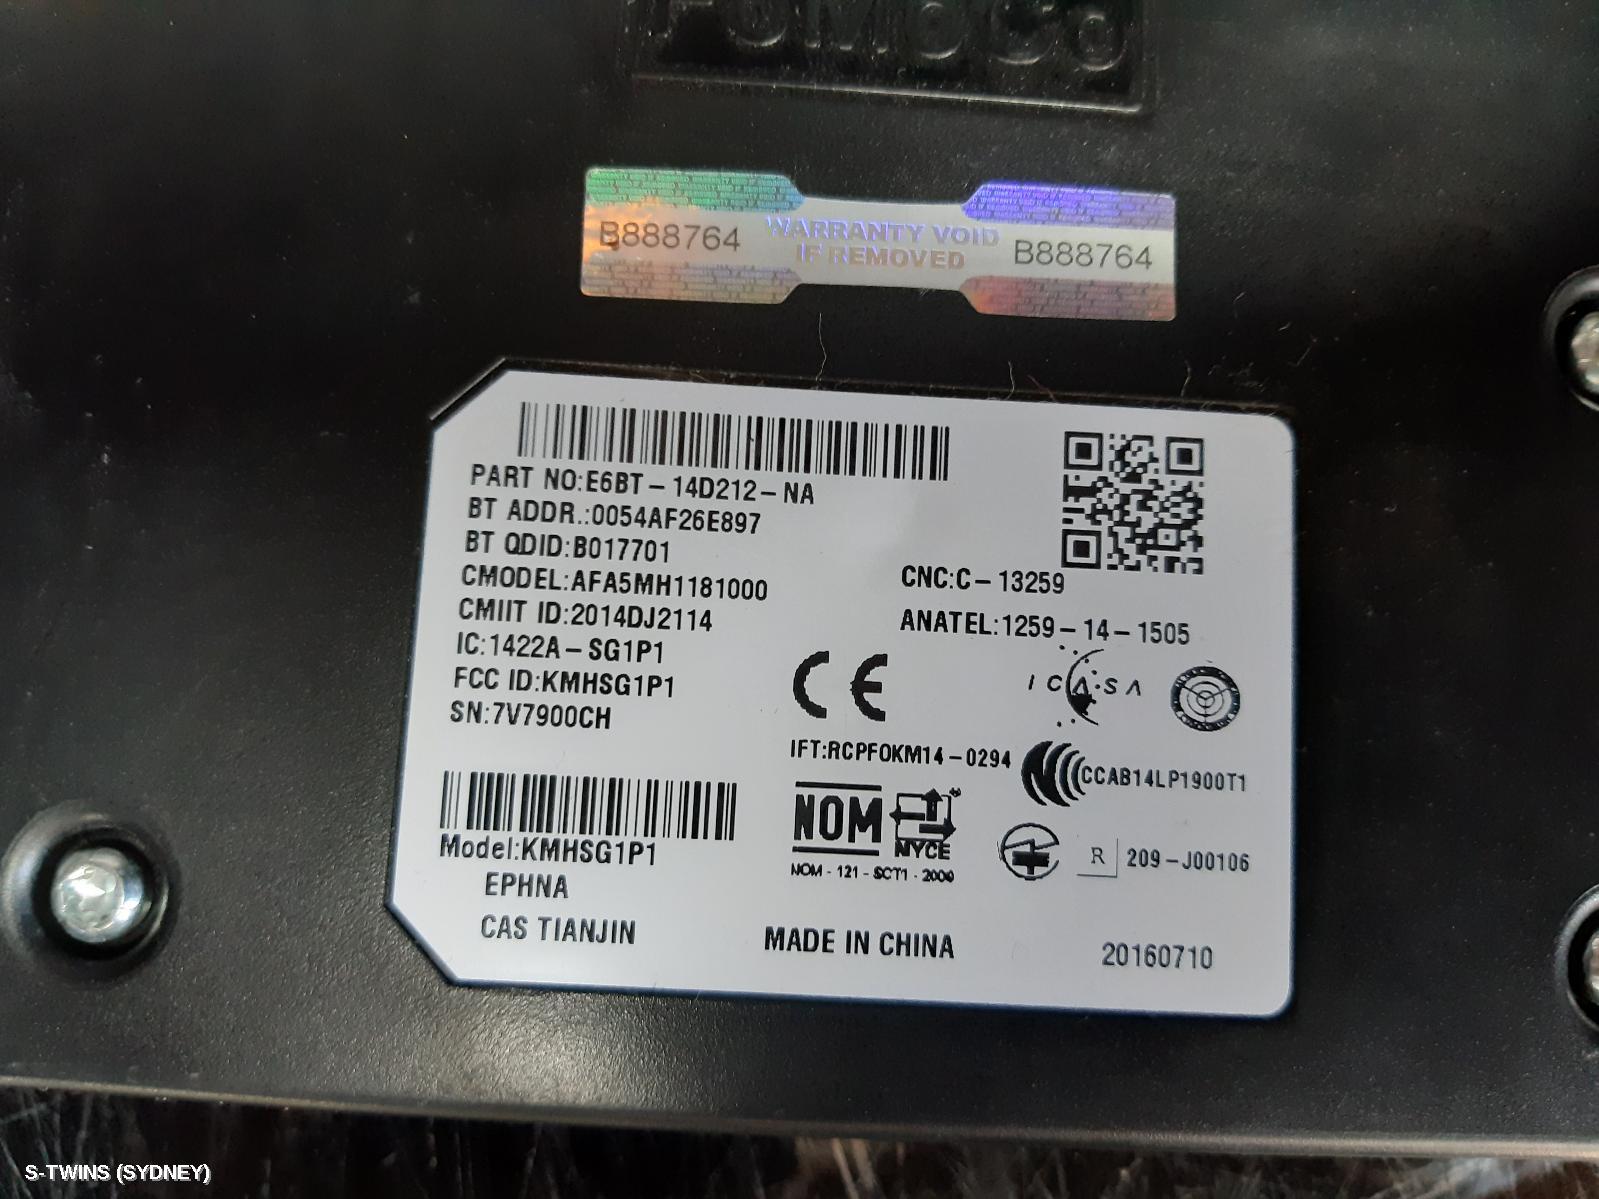 FoMoCo
B888764 WARRANTY VOID IF REMOVED B888764
PART NO:E6BT-14D212-NA
BT ADDR.:0054AF26E897
BT QDID:B017701
CMODEL:AFA5MH1181000
CMIIT ID:2014DJ2114
IC:1422A-SG1P1
FCC ID:KMHSG1P1
SN:7V7900CH
CNC:C-13259
ANATEL:1259-14-1505
CE
ICASA
IFT:RCPFOKM14-0294
CCAB14LP1900T1
NOM
NYCE
NOM-121-SCT1-2009
R 209-J00106
Model:KMHSG1P1
EPHNA
CAS TIANJIN
MADE IN CHINA
20160710
S-TWINS (SYDNEY)